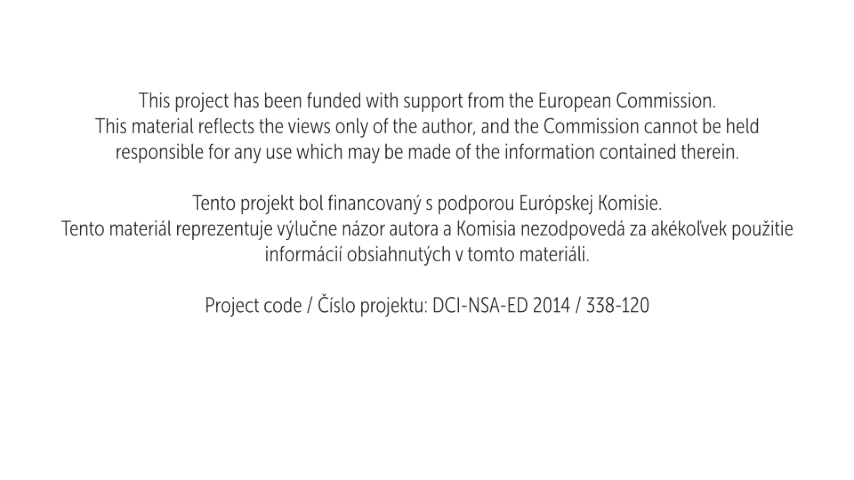 This project has been funded with support from the European Commission.
This material reflects the views only of the author, and the Commission cannot be held
responsible for any use which may be made of the information contained therein.
Tento projekt bol financovaný s podporou Európskej Komisie.
Tento materiál reprezentuje výlučne názor autora a Komisia nezodpovedá za akékoľvek použitie
informácií obsiahnutých v tomto materiáli.
Project code / Číslo projektu: DCI-NSA-ED 2014 / 338-120